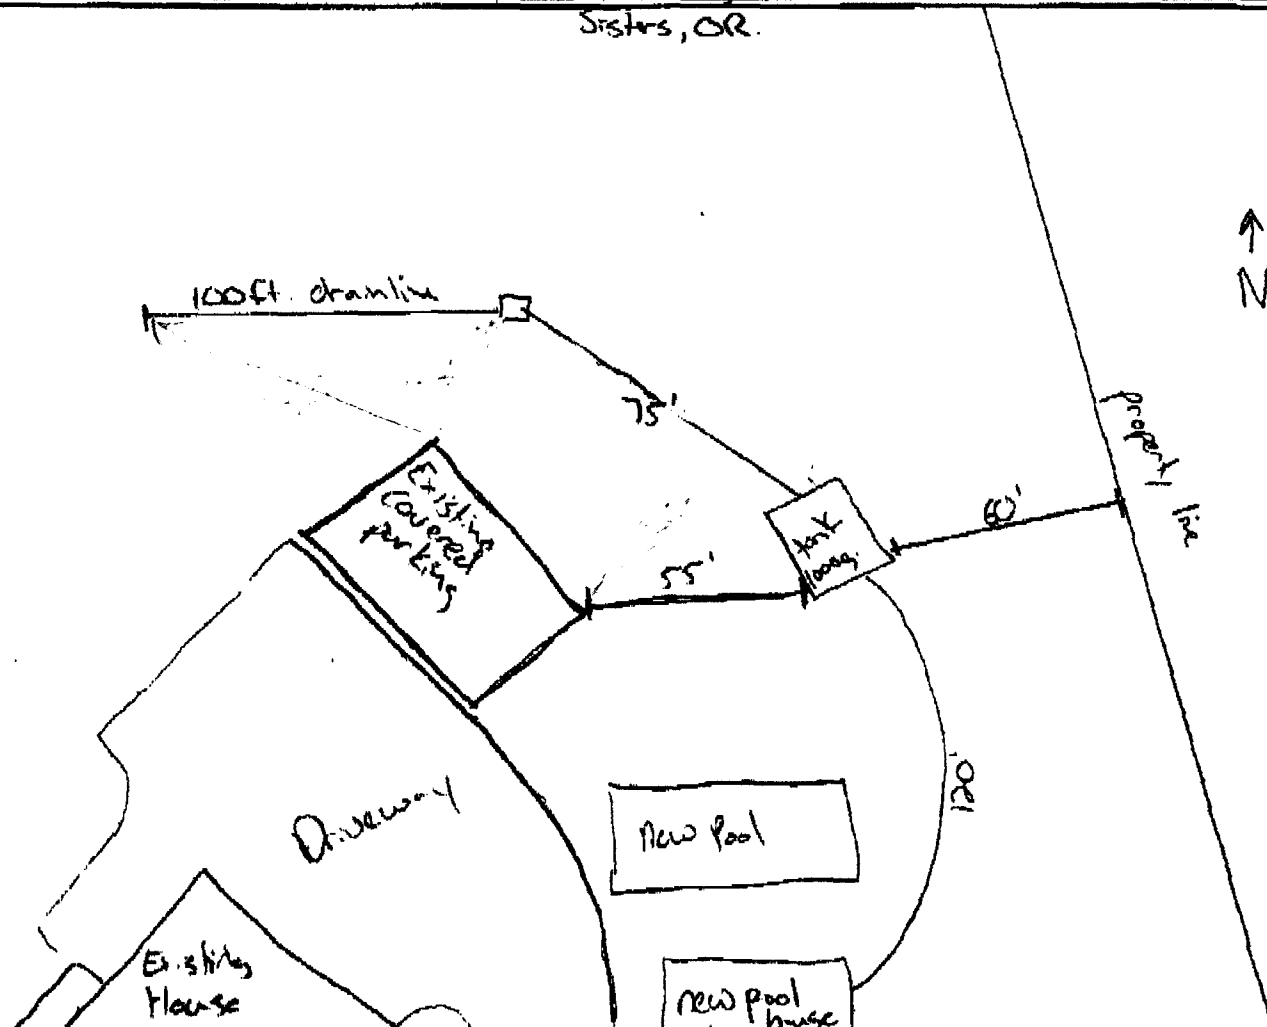 Sisters, OR.
N
100ft. drainline
75'
property line
Existing
Covered
parking
tank
1000g.
60'
55'
120'
Driveway
New Pool
Existing
House
new pool
house